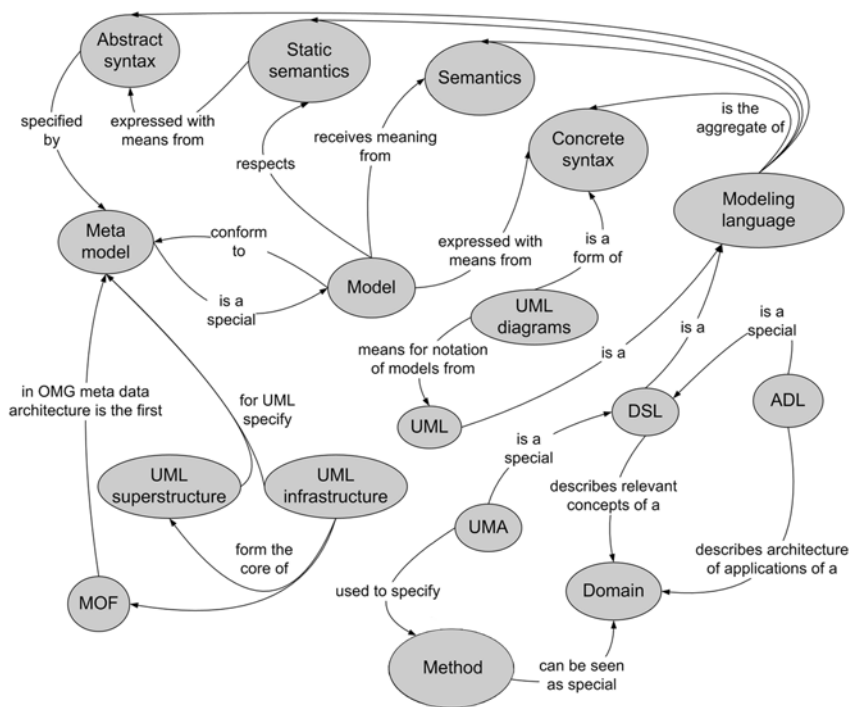 Abstract
syntax
Static
semantics
Semantics
is the
aggregate of
specified
by
expressed with
means from
respects
receives meaning
from
Concrete
syntax
Modeling
language
Meta
model
conform
to
is a
special
Model
expressed with
means from
is a
form of
UML
diagrams
means for notation
of models from
is a
is a
is a
special
in OMG meta data
architecture is the first
for UML
specify
UML
DSL
ADL
is a
special
UML
superstructure
UML
infrastructure
describes relevant
concepts of a
UMA
form the
core of
describes architecture
of applications of a
MOF
used to specify
Domain
Method
can be seen
as special